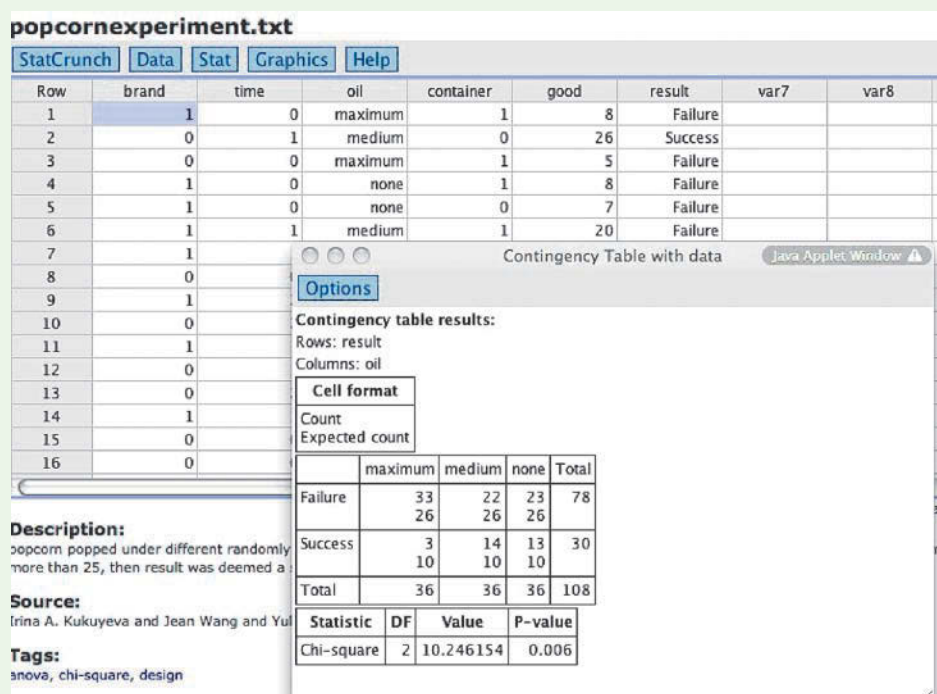 popcornexperiment.txt
StatCrunch Data Stat Graphics Help
Row brand time oil container good result var7 var8
1 1 0 maximum 1 8 Failure
2 0 1 medium 0 26 Success
3 0 0 maximum 1 5 Failure
4 1 0 none 1 8 Failure
5 1 0 none 0 7 Failure
6 1 1 medium 1 20 Failure
7 1
8 0
9 1
10 0
11 1
12 0
13 0
14 1
15 0
16 0
Contingency Table with data Java Applet Window
Options
Contingency table results:
Rows: result
Columns: oil
Cell format
Count
Expected count
maximum medium none Total
Failure 33 22 23 78
26 26 26
Success 3 14 13 30
10 10 10
Total 36 36 36 108
Statistic DF Value P-value
Chi-square 2 10.246154 0.006
Description:
popcorn popped under different randomly
more than 25, then result was deemed a
Source:
Irina A. Kukuyeva and Jean Wang and Yul
Tags:
anova, chi-square, design